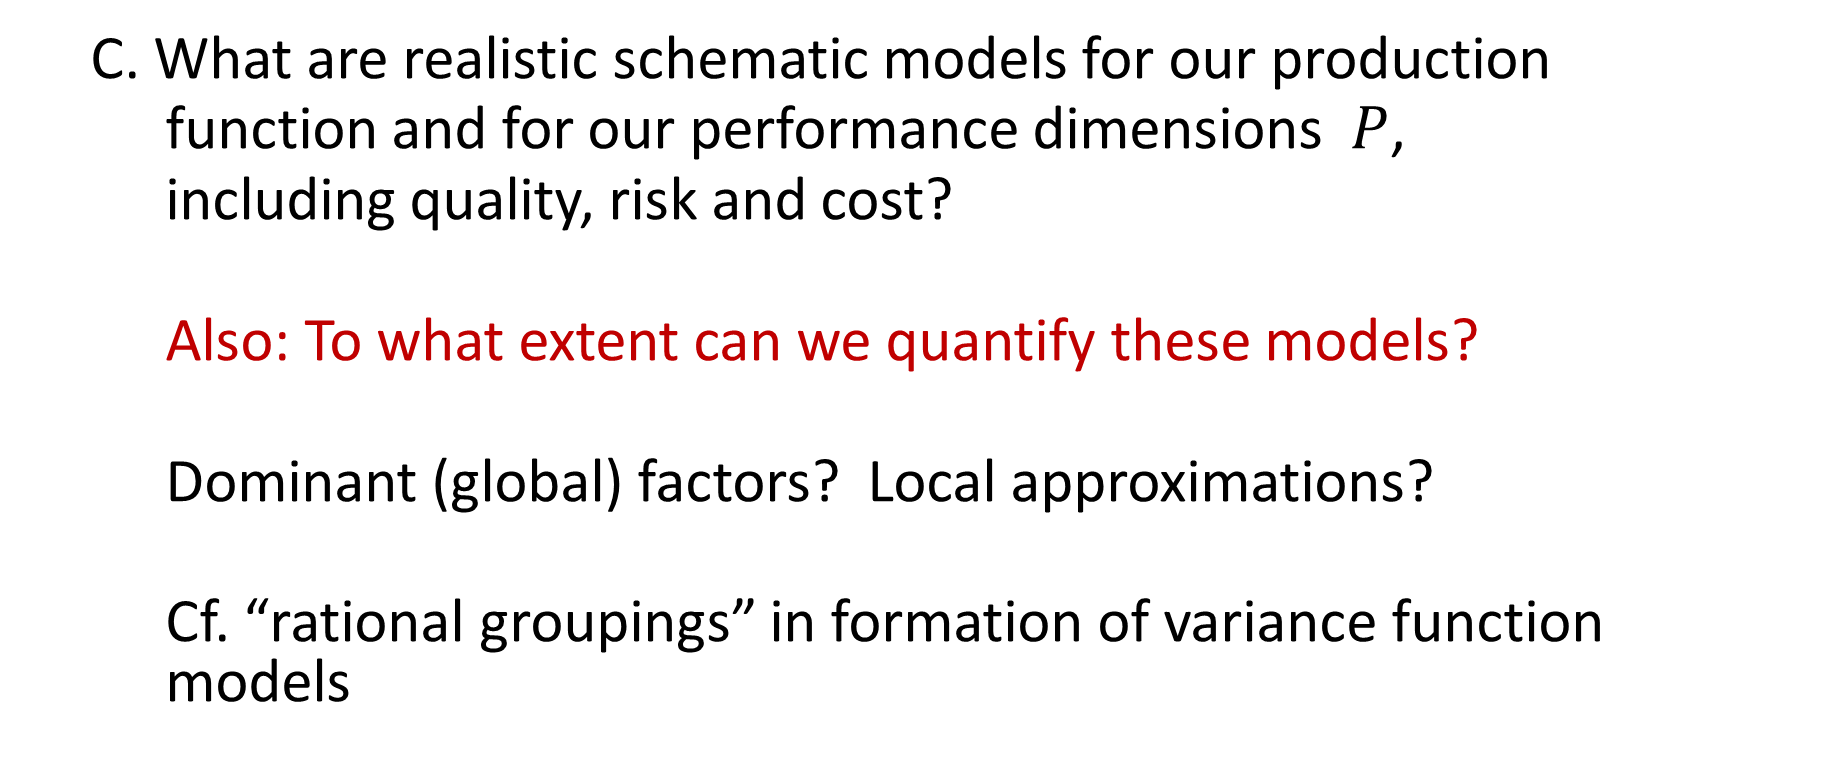 C. What are realistic schematic models for our production
function and for our performance dimensions P,
including quality, risk and cost?
Also: To what extent can we quantify these models?
Dominant (global) factors? Local approximations?
Cf. “rational groupings” in formation of variance function
models